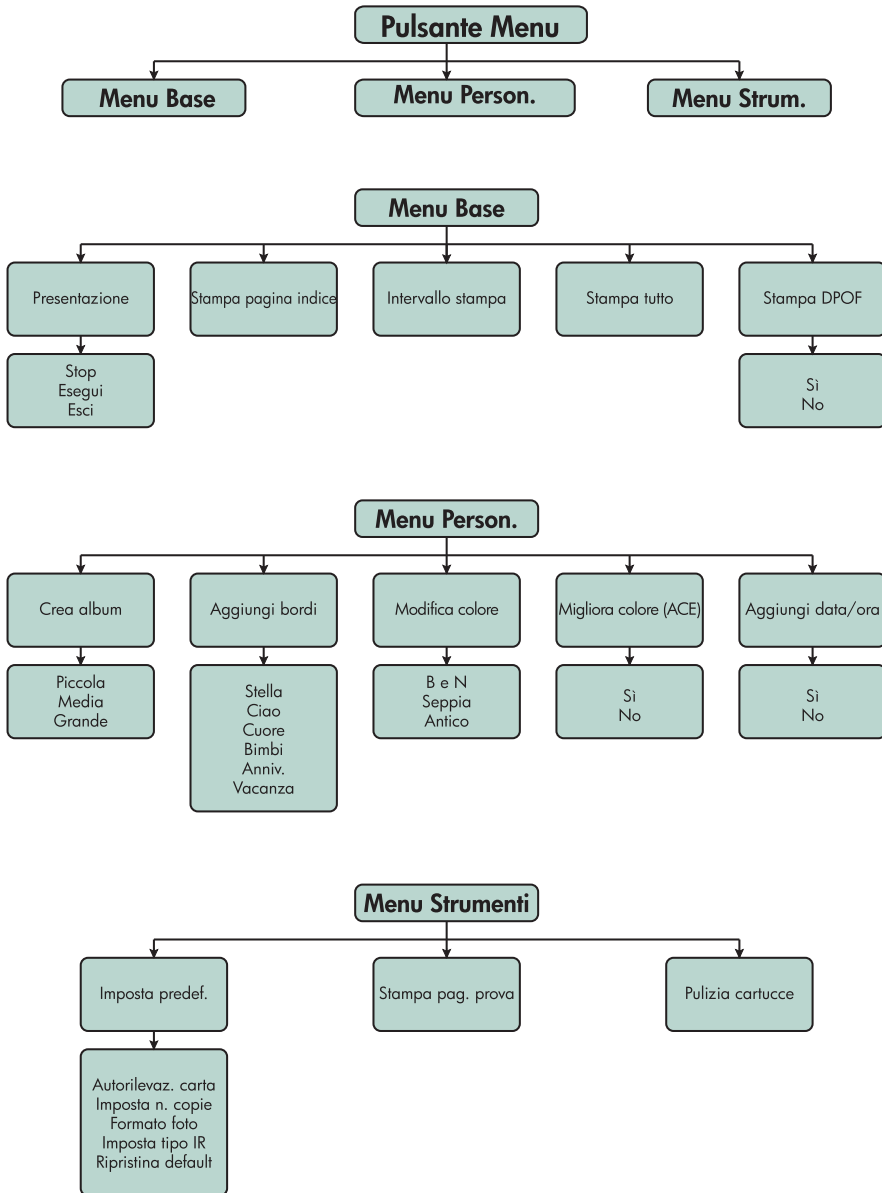 Pulsante Menu
Menu Base
Menu Person.
Menu Strum.
Menu Base
Presentazione
Stampa pagina indice
Intervallo stampa
Stampa tutto
Stampa DPOF
Stop
Esegui
Esci
Sì
No
Menu Person.
Crea album
Aggiungi bordi
Modifica colore
Migliora colore (ACE)
Aggiungi data/ora
Piccola
Media
Grande
Stella
Ciao
Cuore
Bimbi
Anniv.
Vacanza
B e N
Seppia
Antico
Sì
No
Sì
No
Menu Strumenti
Imposta predef.
Stampa pag. prova
Pulizia cartucce
Autorilevaz. carta
Imposta n. copie
Formato foto
Imposta tipo IR
Ripristina default